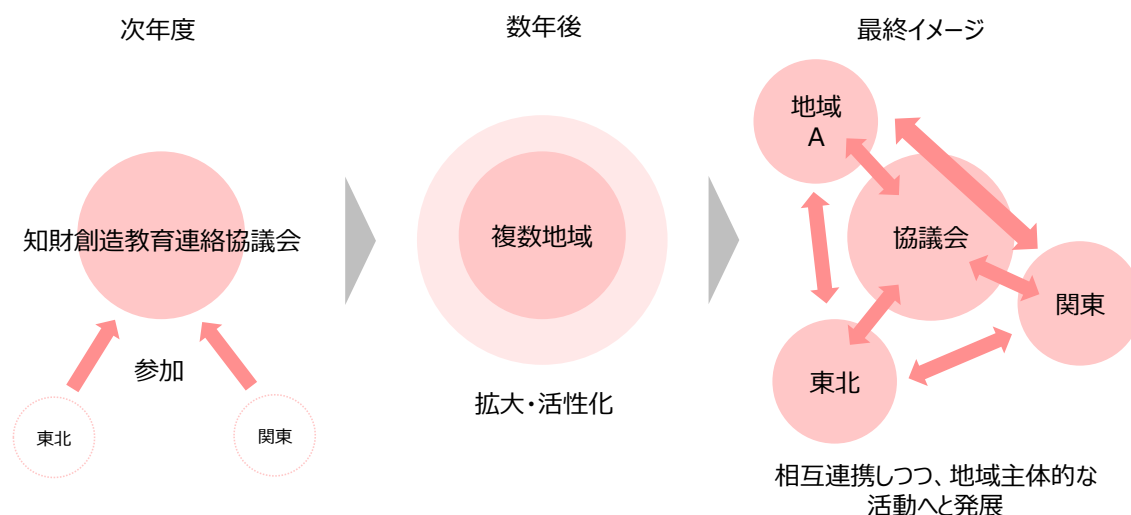 次年度
知財創造教育連絡協議会
参加
東北
関東
数年後
複数地域
拡大・活性化
最終イメージ
地域
A
協議会
関東
東北
相互連携しつつ、地域主体的な
活動へと発展